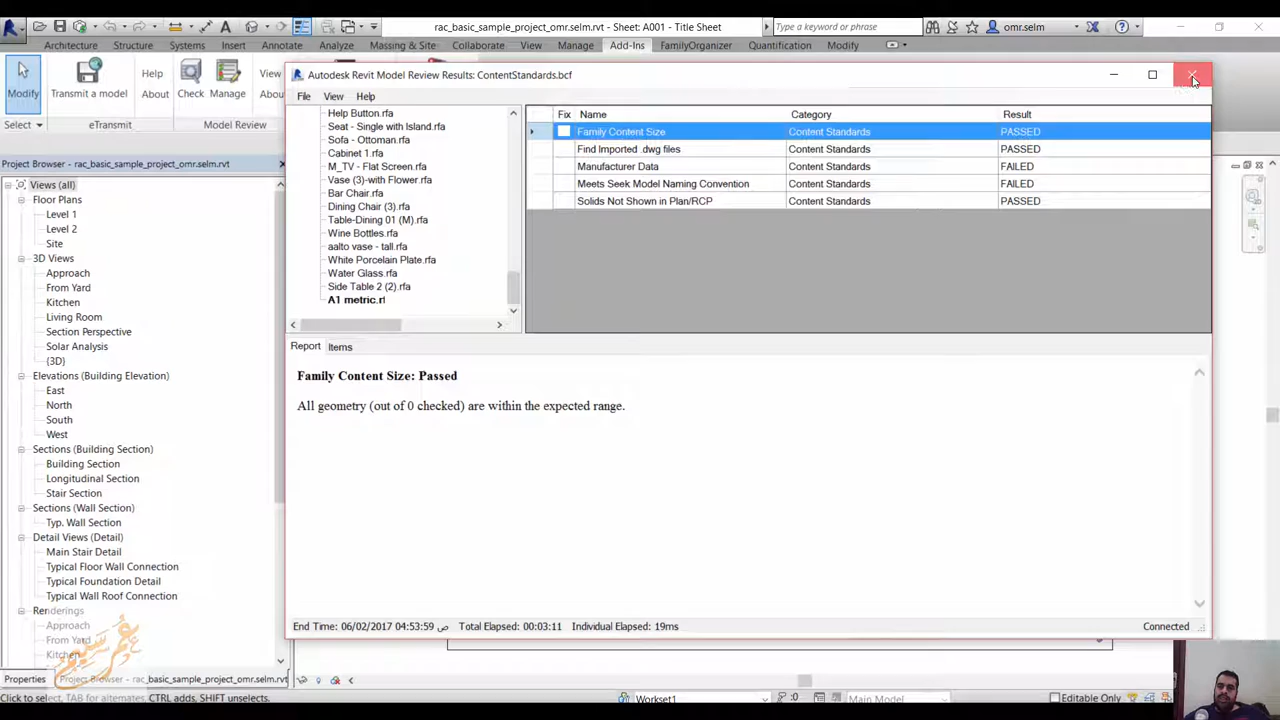 rac_basic_sample_project_omr.selm.rvt - Sheet: A001 - Title Sheet
Type a keyword or phrase
omr.selm
Architecture Structure Systems Insert Annotate Analyze Massing & Site Collaborate View Manage Add-Ins FamilyOrganizer Quantification Modify
Modify
Select
Transmit a model
eTransmit
Help
About
Check
Manage
Model Review
View
Abou
Autodesk Revit Model Review Results: ContentStandards.bcf
File View Help
Help Button.rfa
Seat - Single with Island.rfa
Sofa - Ottoman.rfa
Cabinet 1.rfa
M_TV - Flat Screen.rfa
Vase (3)-with Flower.rfa
Bar Chair.rfa
Dining Chair (3).rfa
Table-Dining 01 (M).rfa
Wine Bottles.rfa
aalto vase - tall.rfa
White Porcelain Plate.rfa
Water Glass.rfa
Side Table 2 (2).rfa
A1 metric.rf
Fix Name Category Result
Family Content Size Content Standards PASSED
Find Imported .dwg files Content Standards PASSED
Manufacturer Data Content Standards FAILED
Meets Seek Model Naming Convention Content Standards FAILED
Solids Not Shown in Plan/RCP Content Standards PASSED
Report Items
Family Content Size: Passed
All geometry (out of 0 checked) are within the expected range.
End Time: 06/02/2017 04:53:59 ص Total Elapsed: 00:03:11 Individual Elapsed: 19ms Connected
Project Browser - rac_basic_sample_project_omr.selm.rvt
Views (all)
Floor Plans
Level 1
Level 2
Site
3D Views
Approach
From Yard
Kitchen
Living Room
Section Perspective
Solar Analysis
{3D}
Elevations (Building Elevation)
East
North
South
West
Sections (Building Section)
Building Section
Longitudinal Section
Stair Section
Sections (Wall Section)
Typ. Wall Section
Detail Views (Detail)
Main Stair Detail
Typical Floor Wall Connection
Typical Foundation Detail
Typical Wall Roof Connection
Renderings
Approach
From Yard
Kitchen
عمر سليم
Properties Project Browser - rac_basic_sample_project_omr.selm.rvt
Click to select, TAB for alternates, CTRL adds, SHIFT unselects.
Workset1
:0
Main Model
Editable Only